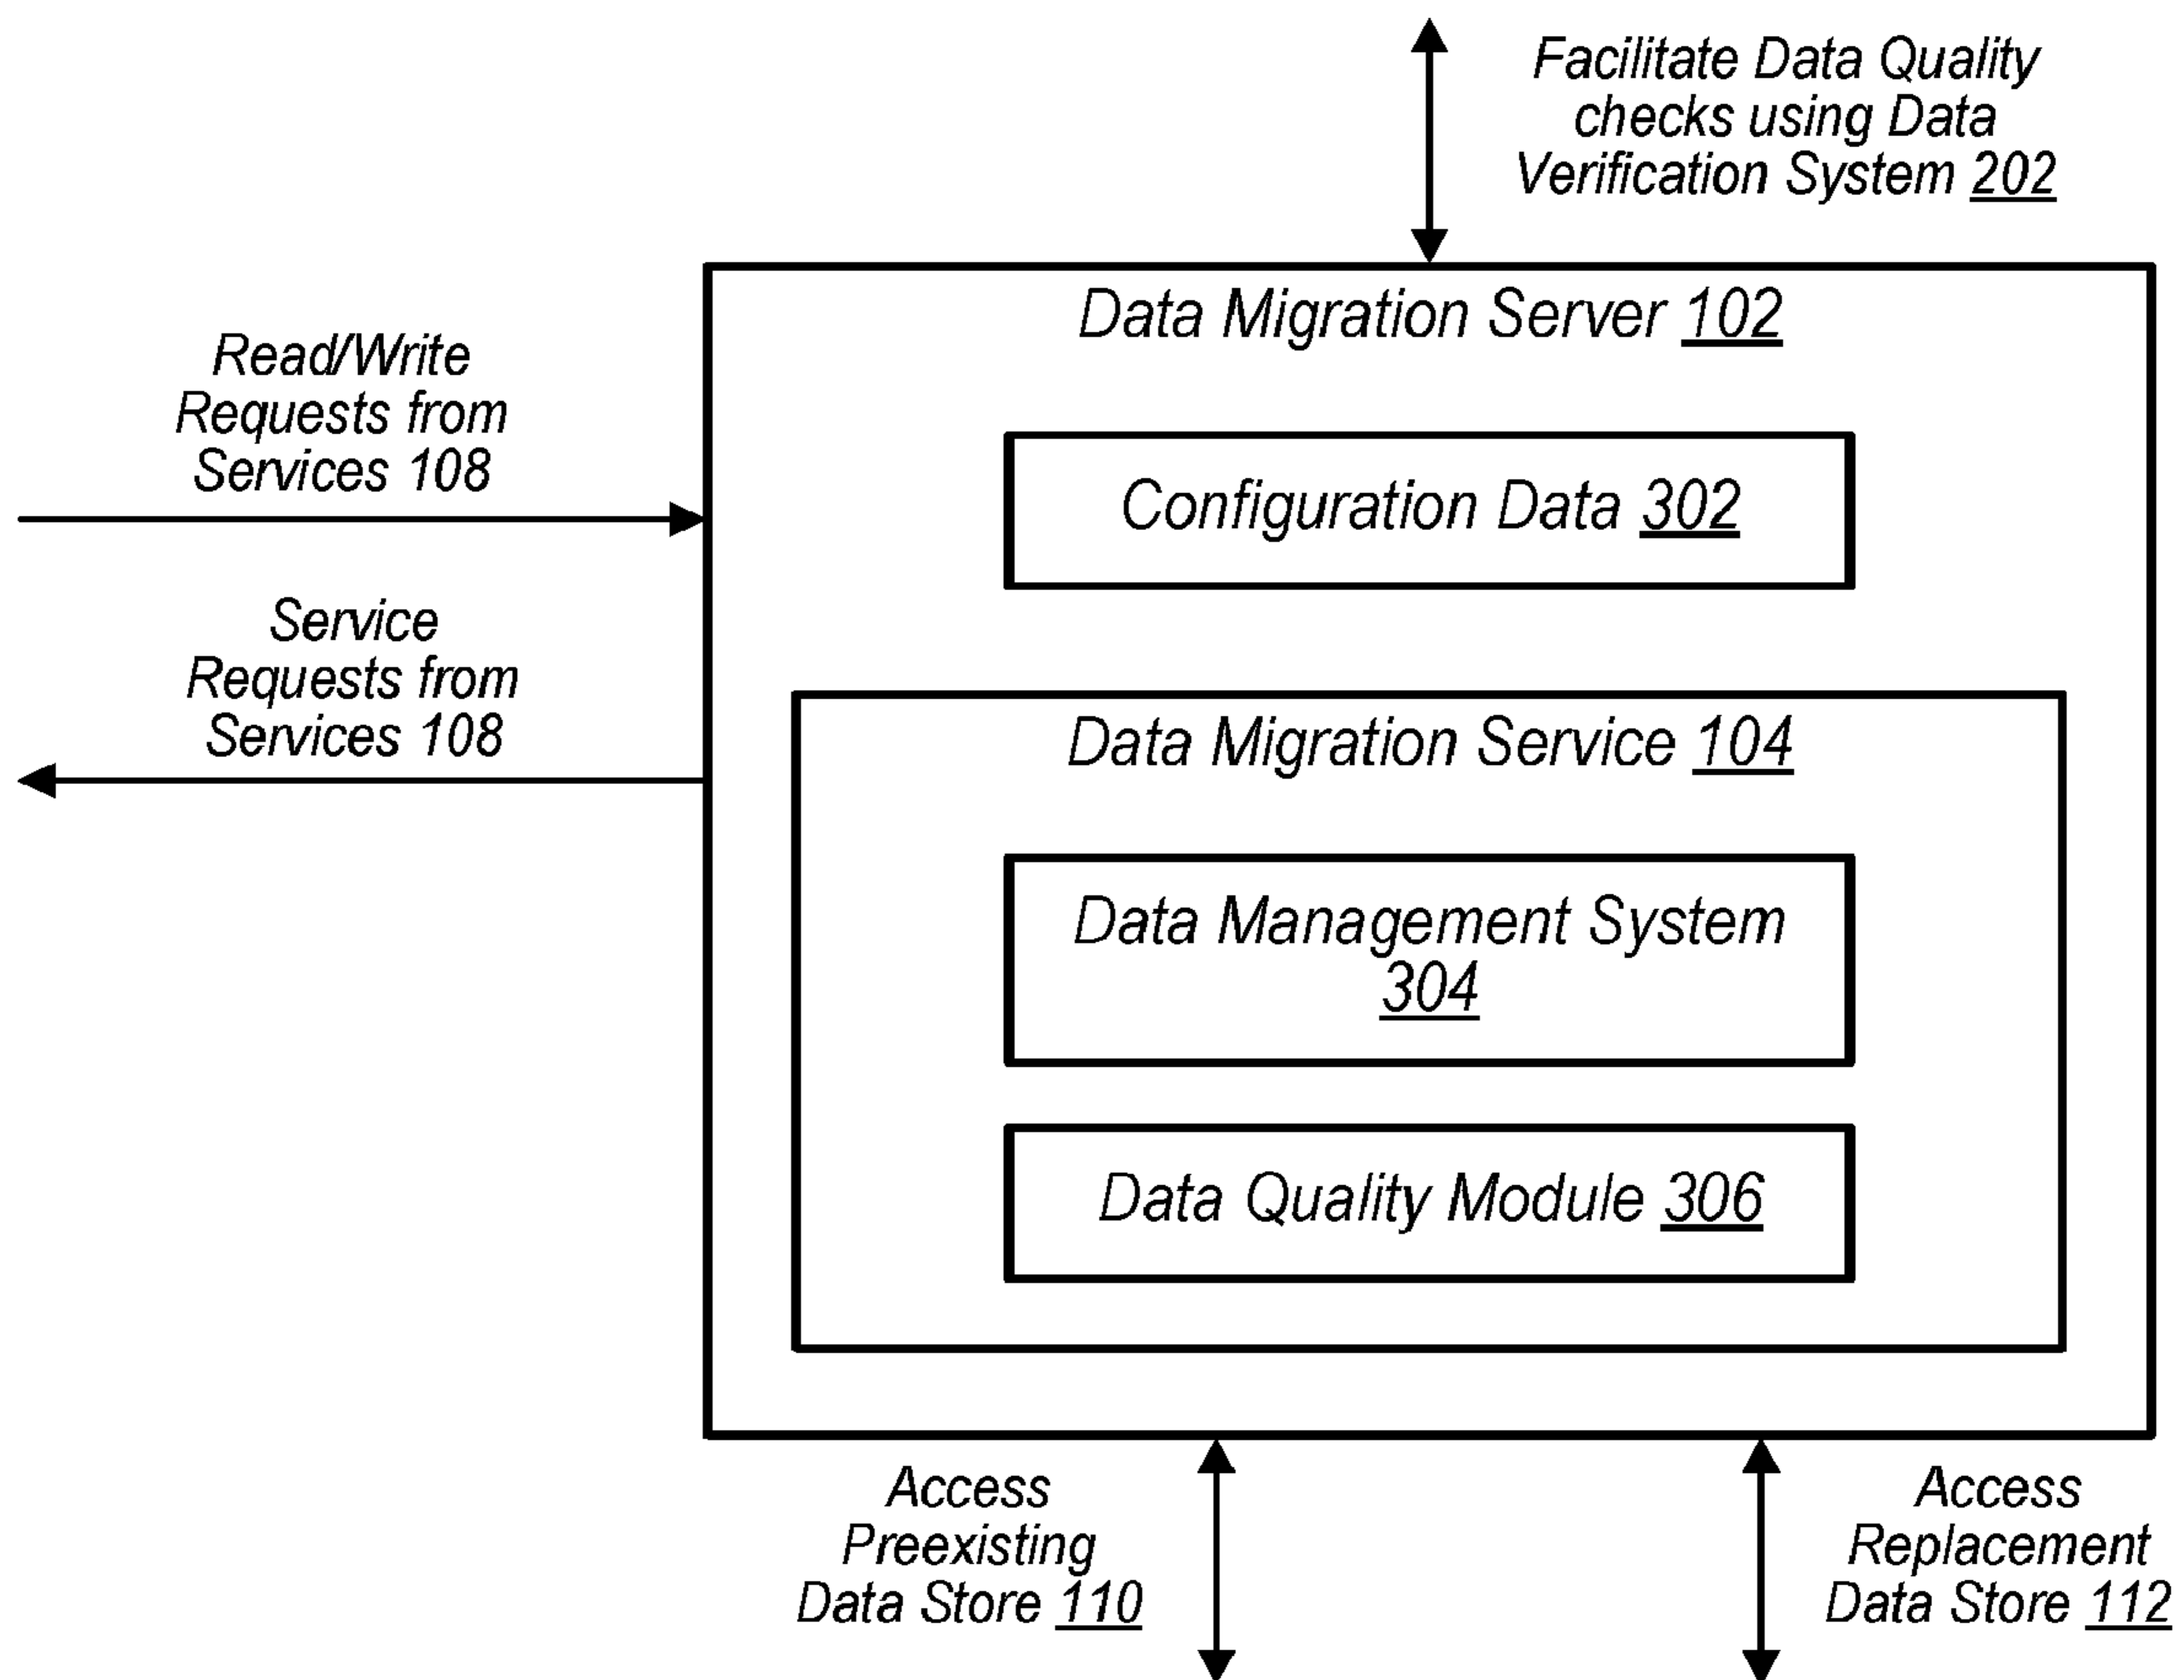 Facilitate Data Quality
checks using Data
Verification System 202
Data Migration Server 102
Read/Write
Requests from
Services 108
Configuration Data 302
Service
Requests from
Services 108
Data Migration Service 104
Data Management System
304
Data Quality Module 306
Access
Preexisting
Data Store 110
Access
Replacement
Data Store 112